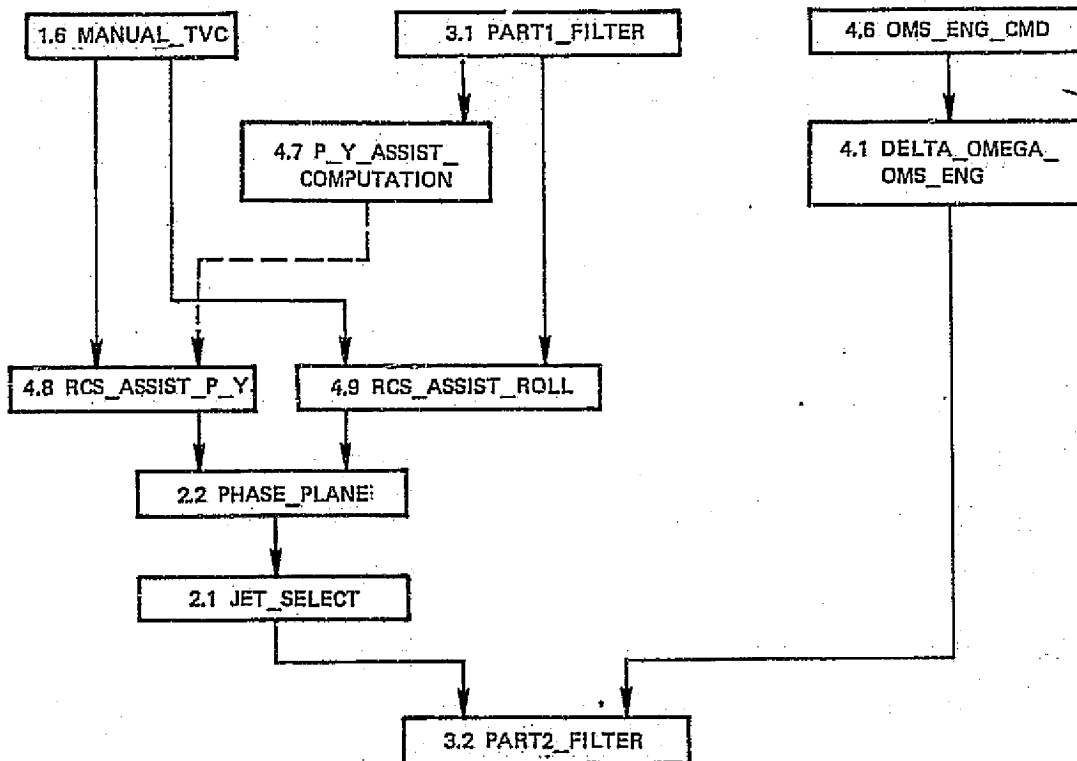 1.6 MANUAL_TVC
3.1 PART1_FILTER
4.6 OMS_ENG_CMD
4.7 P_Y_ASSIST_
COMPUTATION
4.1 DELTA_OMEGA_
OMS_ENG
4.8 RCS_ASSIST_P_Y
4.9 RCS_ASSIST_ROLL
2.2 PHASE_PLANE
2.1 JET_SELECT
3.2 PART2_FILTER